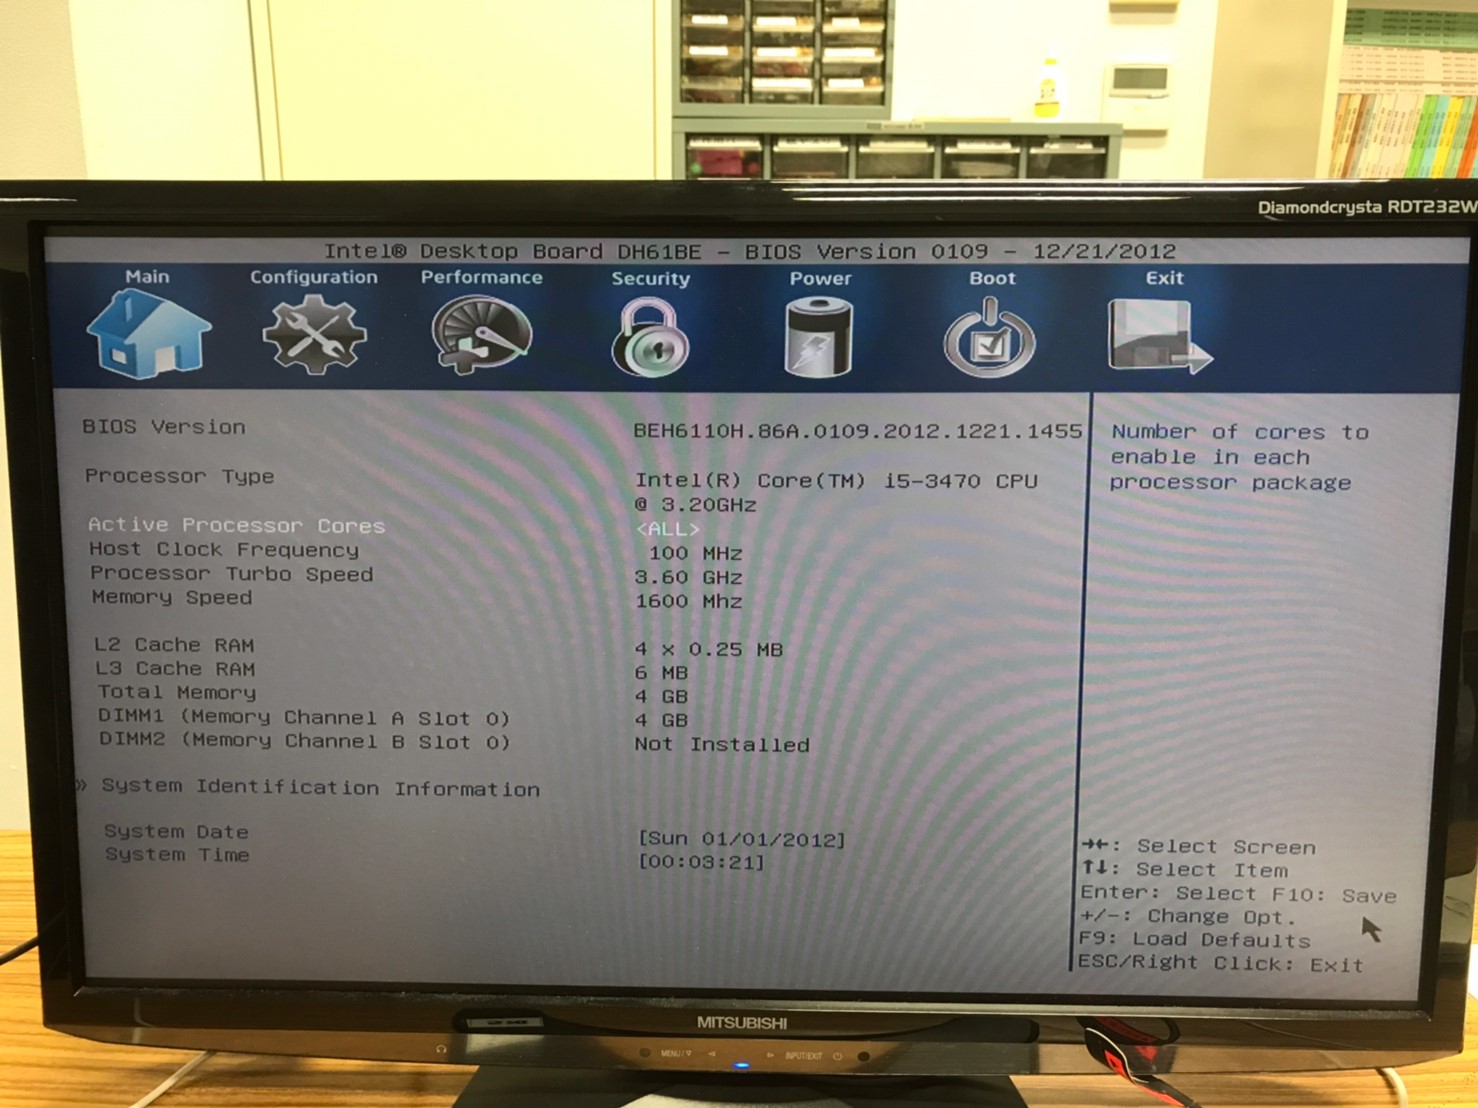 Diamondcrysta RDT232W
Intel® Desktop Board DH61BE - BIOS Version 0109 - 12/21/2012
Main Configuration Performance Security Power Boot Exit
BIOS Version BEH6110H.86A.0109.2012.1221.1455
Processor Type Intel(R) Core(TM) i5-3470 CPU
@ 3.20GHz
Active Processor Cores <ALL>
Host Clock Frequency 100 MHz
Processor Turbo Speed 3.60 GHz
Memory Speed 1600 Mhz
L2 Cache RAM 4 x 0.25 MB
L3 Cache RAM 6 MB
Total Memory 4 GB
DIMM1 (Memory Channel A Slot 0) 4 GB
DIMM2 (Memory Channel B Slot 0) Not Installed
» System Identification Information
System Date [Sun 01/01/2012]
System Time [00:03:21]
Number of cores to
enable in each
processor package
→←: Select Screen
↑↓: Select Item
Enter: Select F10: Save
+/-: Change Opt.
F9: Load Defaults
ESC/Right Click: Exit
MITSUBISHI
MENU/▽ INPUT/EXIT